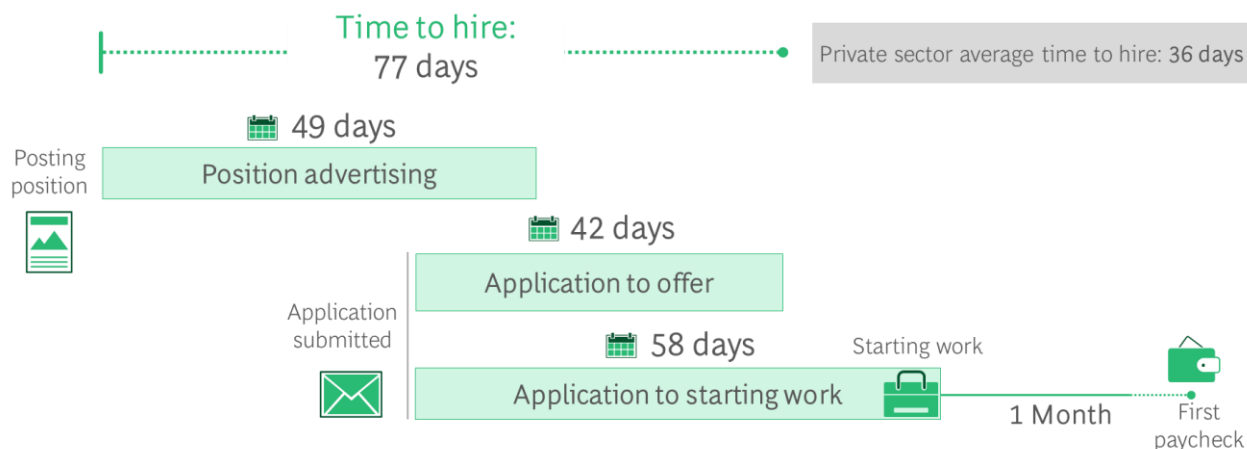 Time to hire:
77 days
Private sector average time to hire: 36 days
49 days
Posting
position
Position advertising
42 days
Application to offer
Application
submitted
58 days
Starting work
Application to starting work
1 Month
First
paycheck